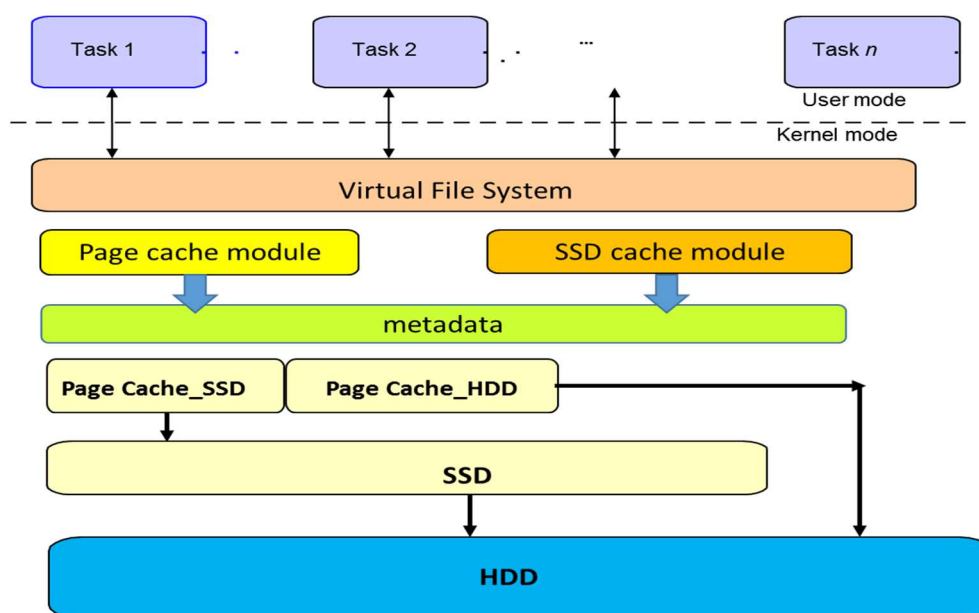 Task 1
Task 2
...
Task n
User mode
Kernel mode
Virtual File System
Page cache module
SSD cache module
metadata
Page Cache_SSD
Page Cache_HDD
SSD
HDD